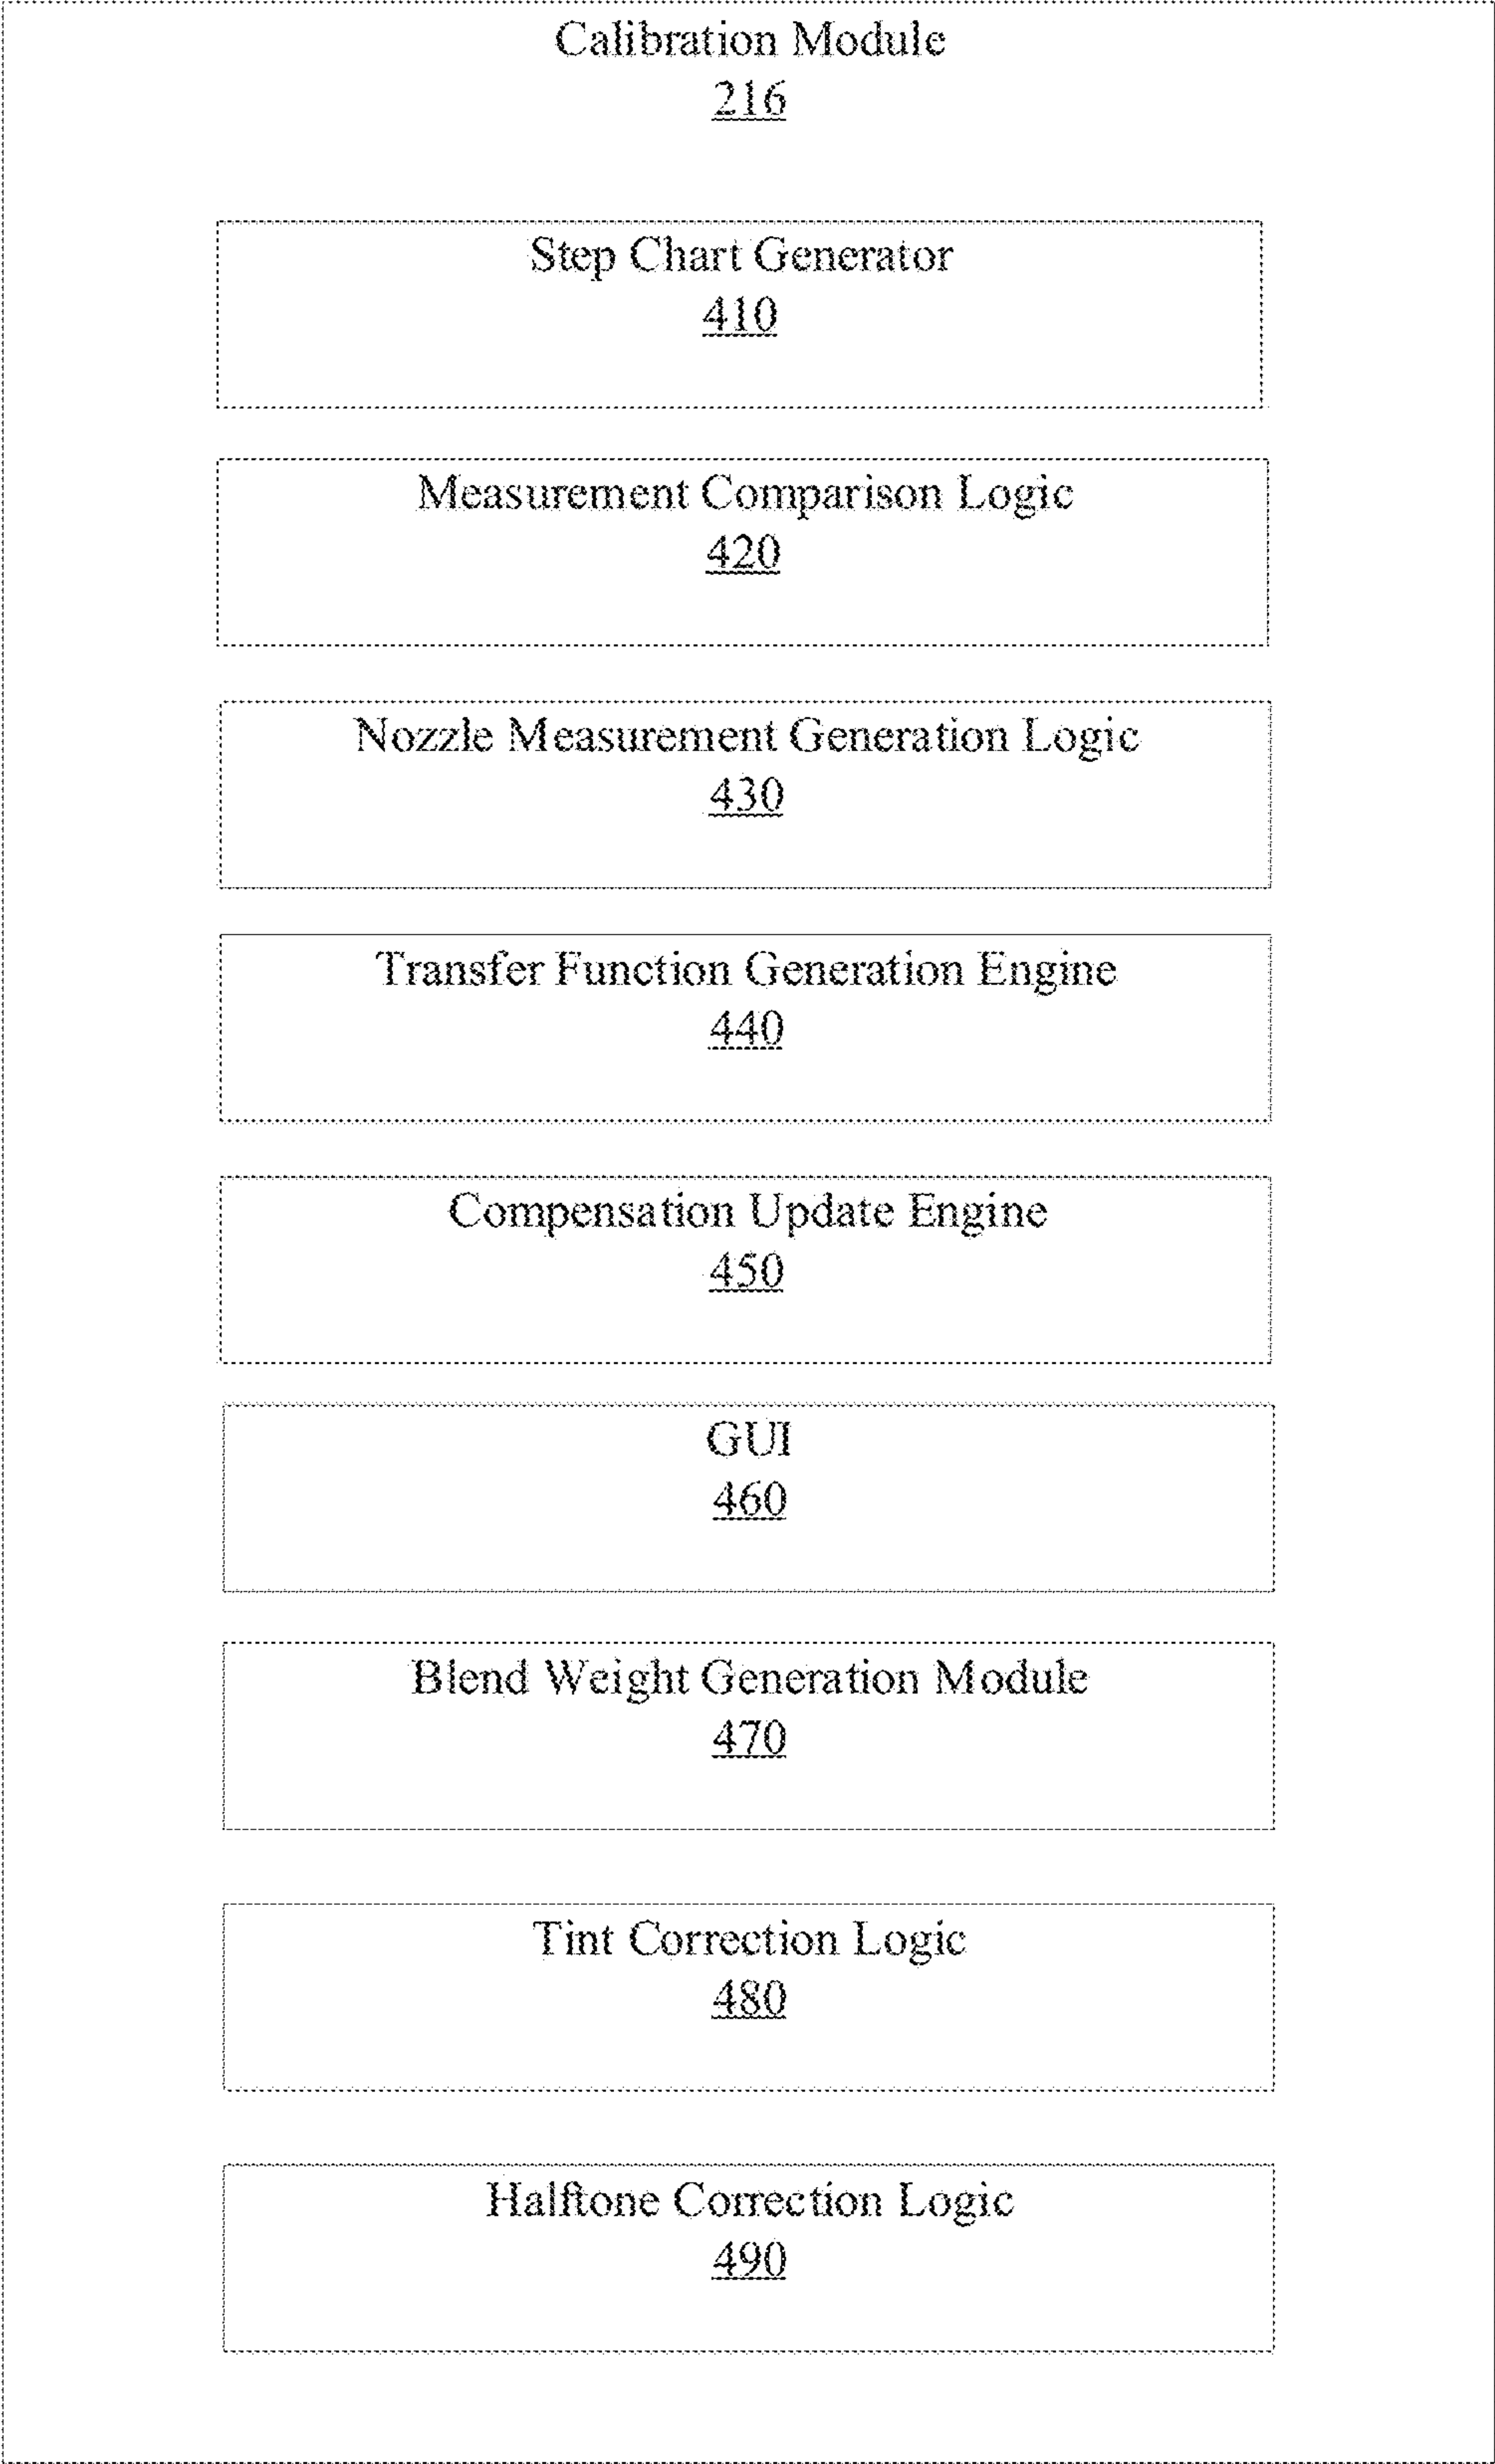 Calibration Module
216
Step Chart Generator
410
Measurement Comparison Logic
420
Nozzle Measurement Generation Logic
430
Transfer Function Generation Engine
440
Compensation Update Engine
450
GUI
460
Blend Weight Generation Module
470
Tint Correction Logic
480
Halftone Correction Logic
490